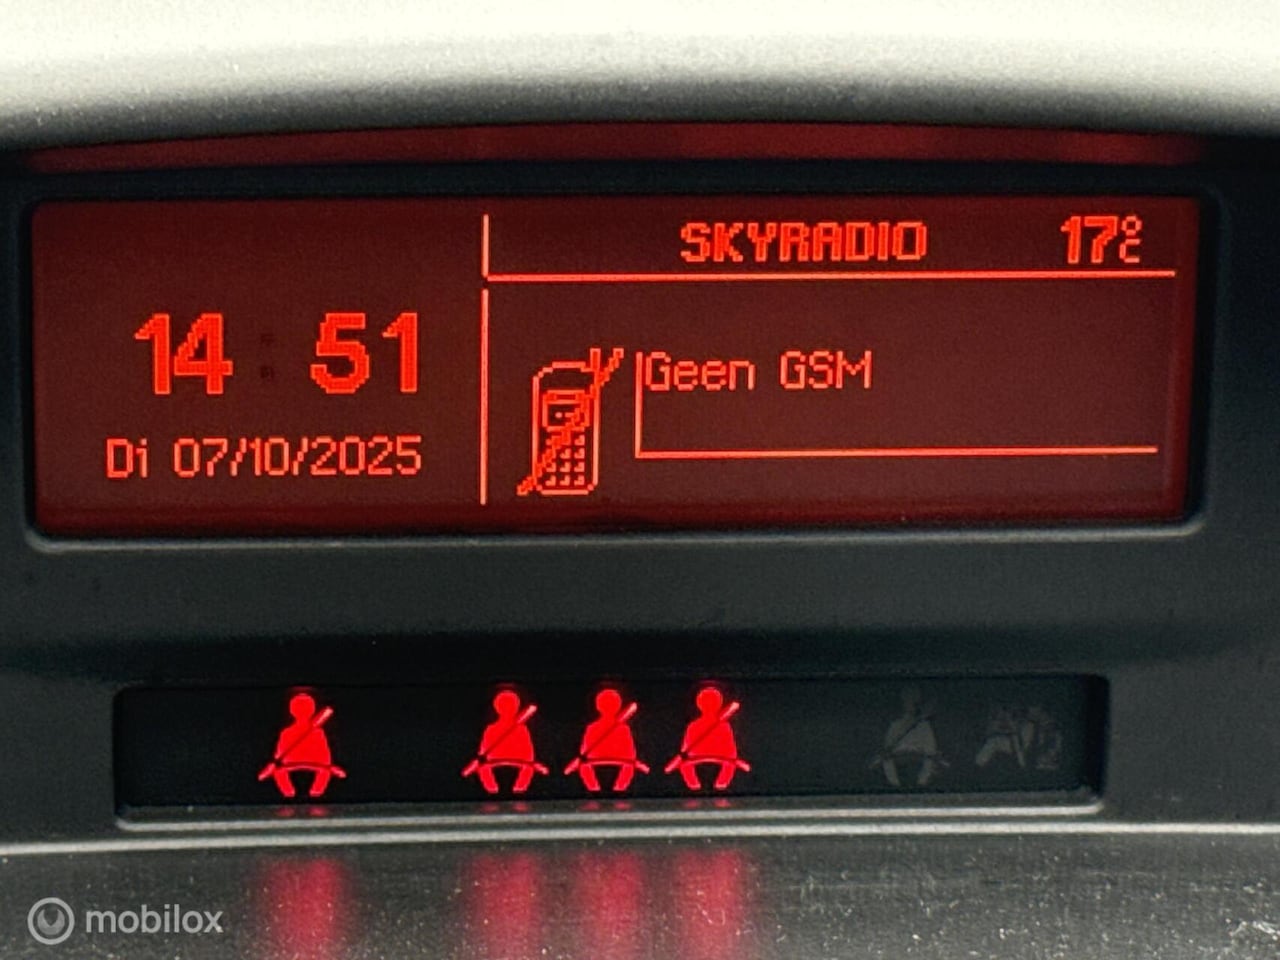 SKYRADIO 17°C
14:51
Geen GSM
Di 07/10/2025
mobilox